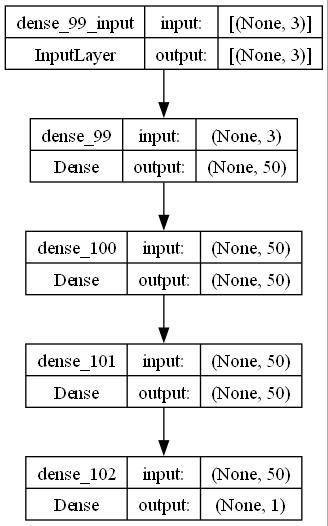 dense_99_input input: [(None, 3)]
InputLayer output: [(None, 3)]
dense_99 input: (None, 3)
Dense output: (None, 50)
dense_100 input: (None, 50)
Dense output: (None, 50)
dense_101 input: (None, 50)
Dense output: (None, 50)
dense_102 input: (None, 50)
Dense output: (None, 1)